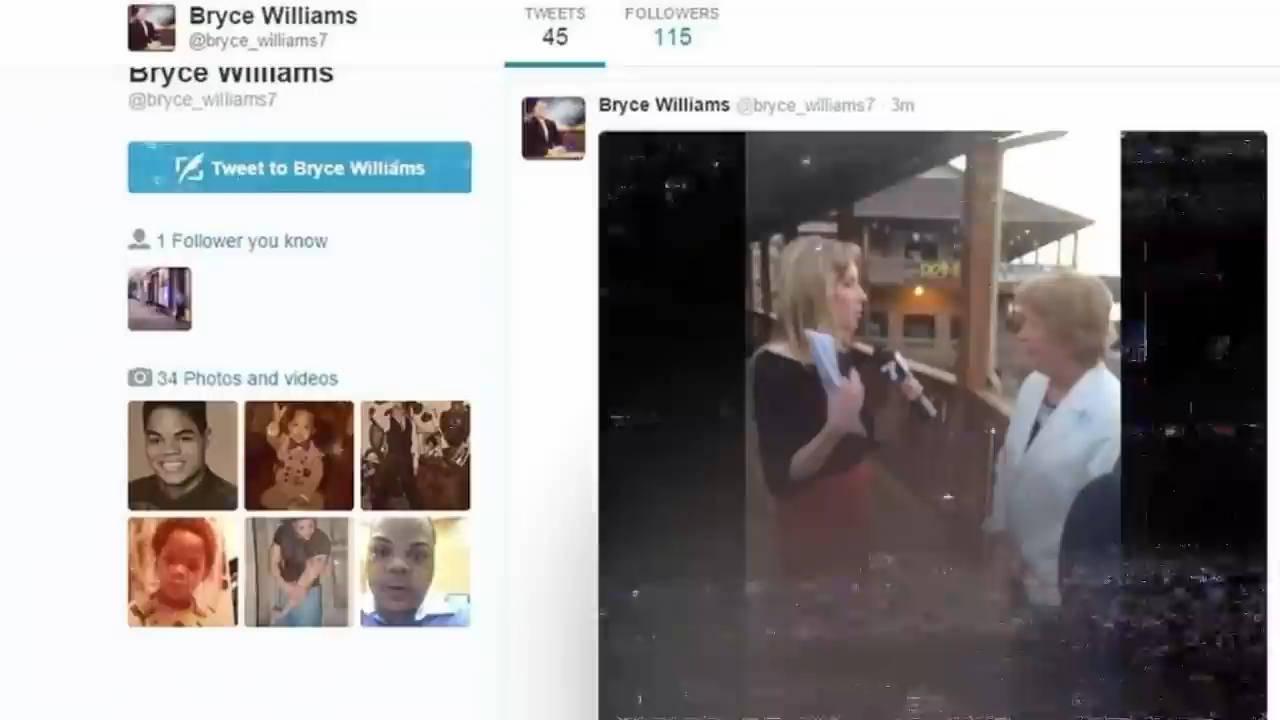 Bryce Williams
@bryce_williams7
TWEETS
45
FOLLOWERS
115
Bryce Williams
@bryce_williams7
Tweet to Bryce Williams
1 Follower you know
34 Photos and videos
Bryce Williams @bryce_williams7 · 3m
7